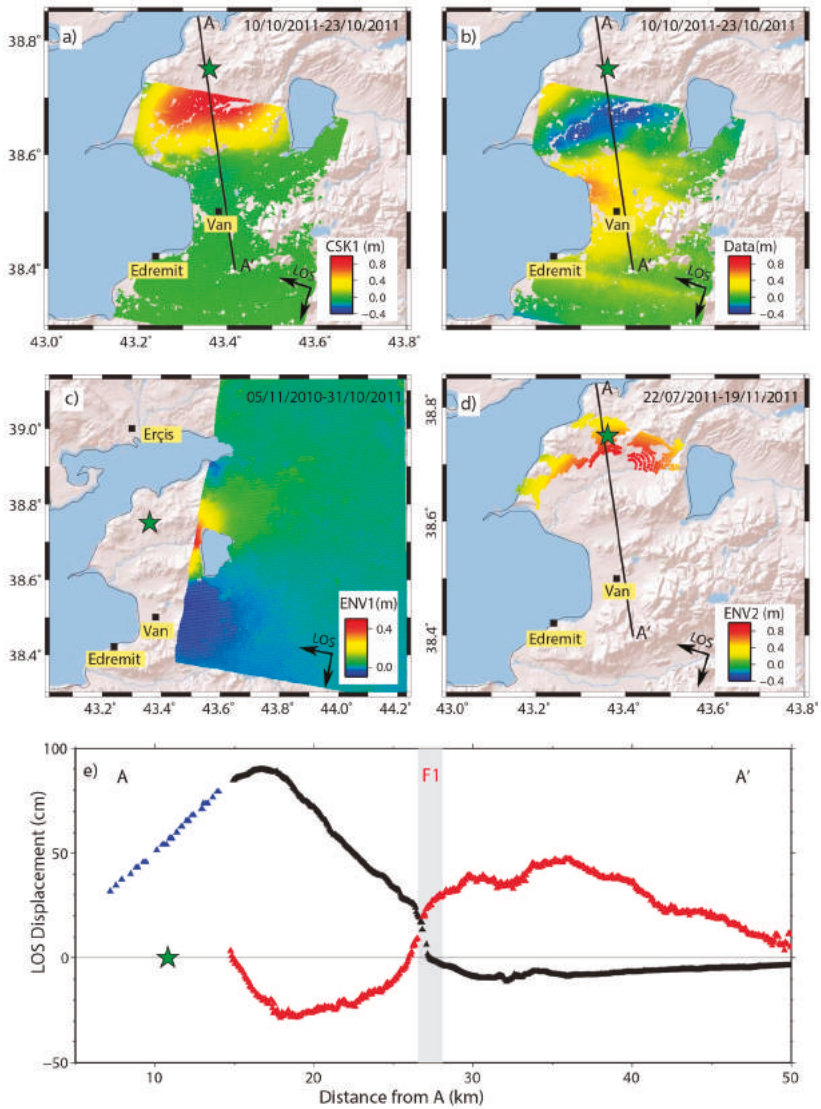 a)
10/10/2011-23/10/2011
A
Van
Edremit
A'
CSK1 (m)
0.8
0.4
0.0
−0.4
LOS
38.8°
38.6°
38.4°
43.0° 43.2° 43.4° 43.6° 43.8°
b)
10/10/2011-23/10/2011
A
Van
Edremit
A'
Data(m)
0.8
0.4
0.0
−0.4
LOS
43.0° 43.2° 43.4° 43.6° 43.8°
c)
05/11/2010-31/10/2011
Erçis
Van
Edremit
ENV1(m)
0.4
0.0
LOS
39.0°
38.8°
38.6°
38.4°
43.2° 43.4° 43.6° 43.8° 44.0° 44.2°
d)
22/07/2011-19/11/2011
A
Van
Edremit
A'
ENV2 (m)
0.8
0.4
0.0
−0.4
LOS
38.8°
38.6°
38.4°
43.0° 43.2° 43.4° 43.6° 43.8°
e)
A
F1
A'
LOS Displacement (cm)
100
50
0
−50
10 20 30 40 50
Distance from A (km)